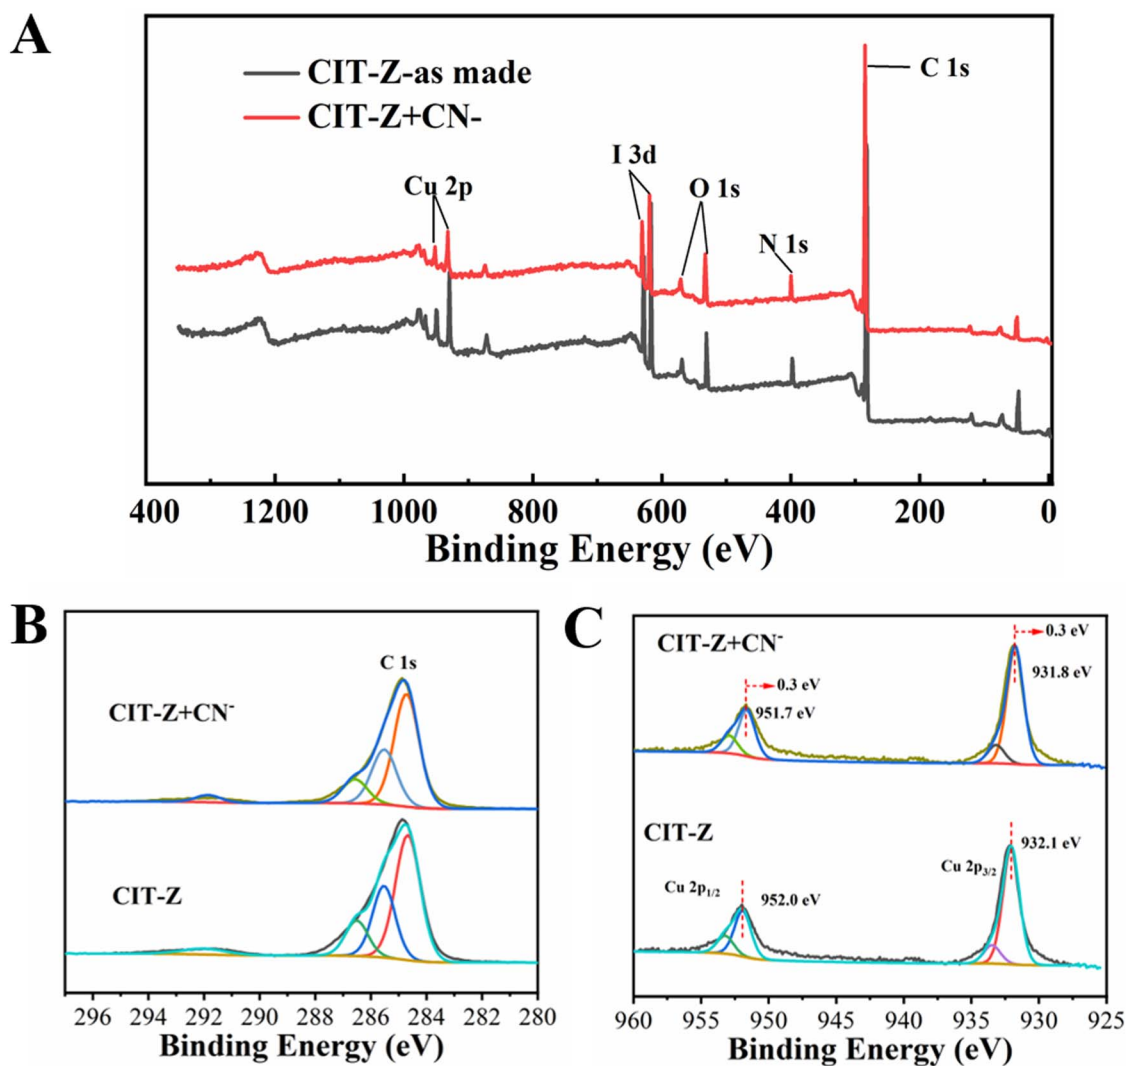 A
CIT-Z-as made
CIT-Z+CN-
Cu 2p
I 3d
O 1s
N 1s
C 1s
400 1200 1000 800 600 400 200 0
Binding Energy (eV)
B
C 1s
CIT-Z+CN⁻
CIT-Z
296 294 292 290 288 286 284 282 280
Binding Energy (eV)
C
CIT-Z+CN⁻
0.3 eV
931.8 eV
0.3 eV
951.7 eV
CIT-Z
932.1 eV
Cu 2p₃/₂
Cu 2p₁/₂
952.0 eV
960 955 950 945 940 935 930 925
Binding Energy (eV)